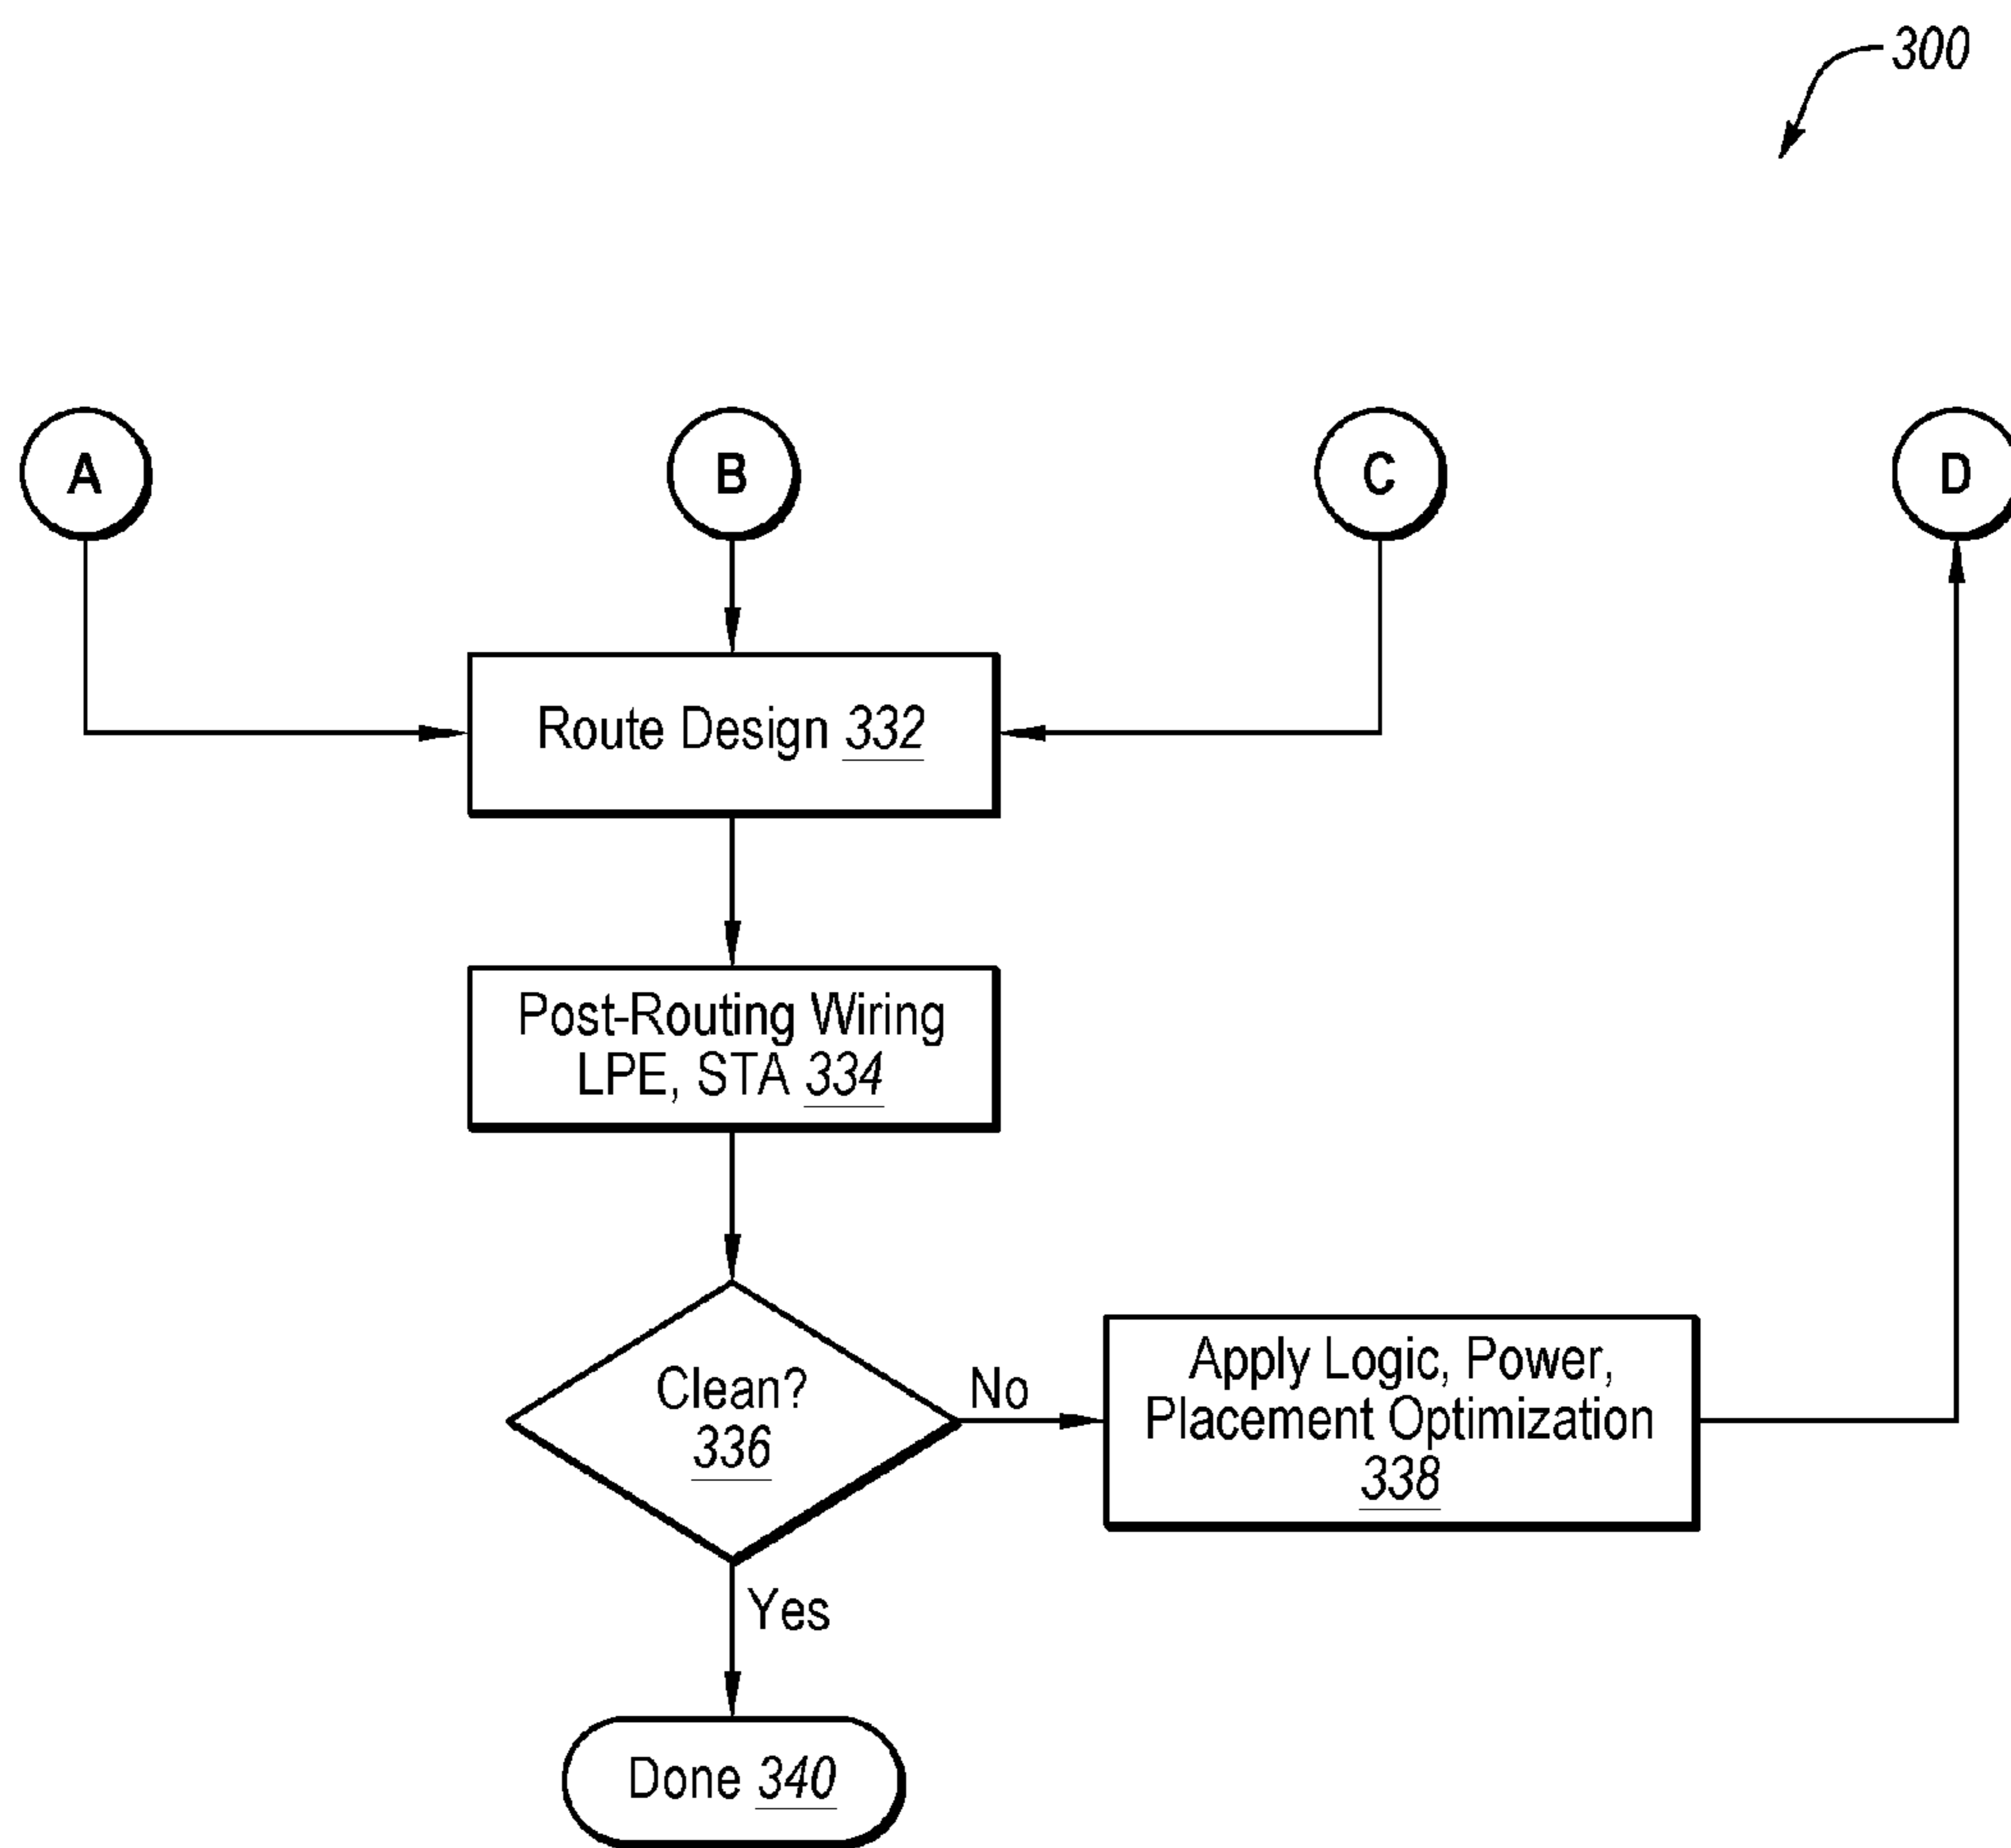 300
A
B
C
D
Route Design 332
Post-Routing Wiring
LPE, STA 334
Clean?
336
No
Apply Logic, Power,
Placement Optimization
338
Yes
Done 340